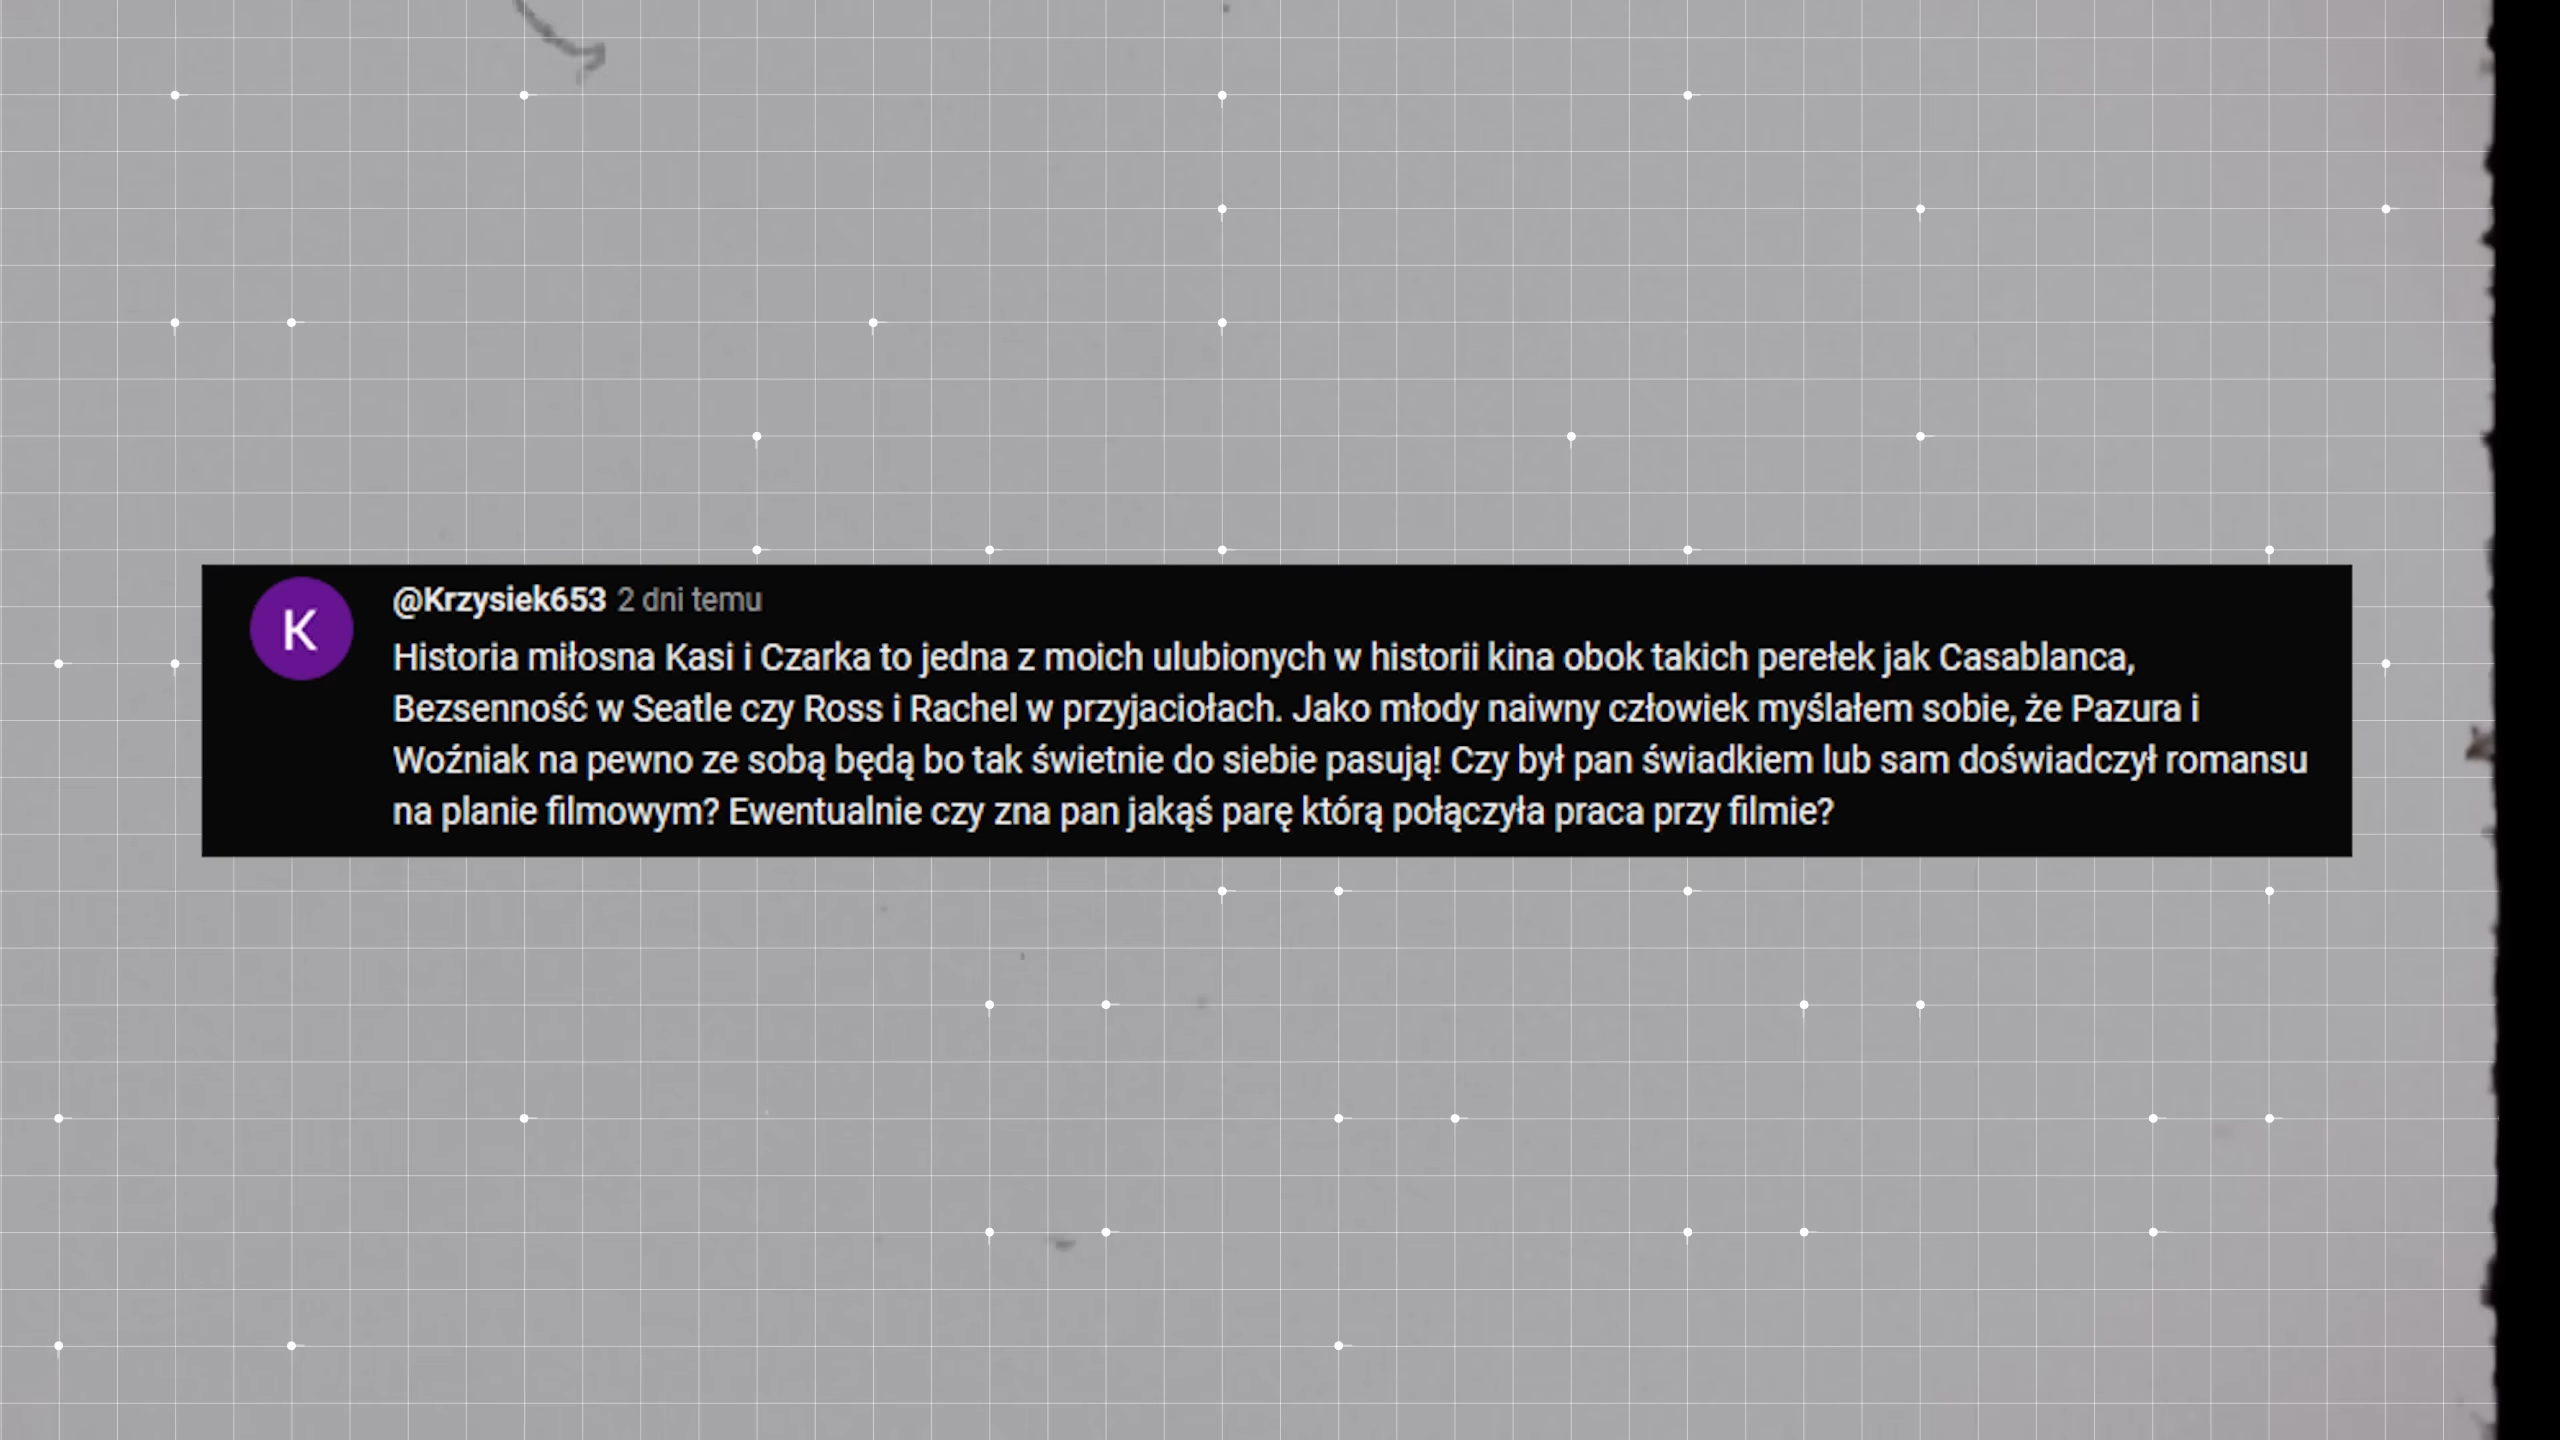 K
@Krzysiek653 2 dni temu
Historia miłosna Kasi i Czarka to jedna z moich ulubionych w historii kina obok takich perełek jak Casablanca,
Bezsenność w Seatle czy Ross i Rachel w przyjaciołach. Jako młody naiwny człowiek myślałem sobie, że Pazura i
Woźniak na pewno ze sobą będą bo tak świetnie do siebie pasują! Czy był pan świadkiem lub sam doświadczył romansu
na planie filmowym? Ewentualnie czy zna pan jakąś parę którą połączyła praca przy filmie?